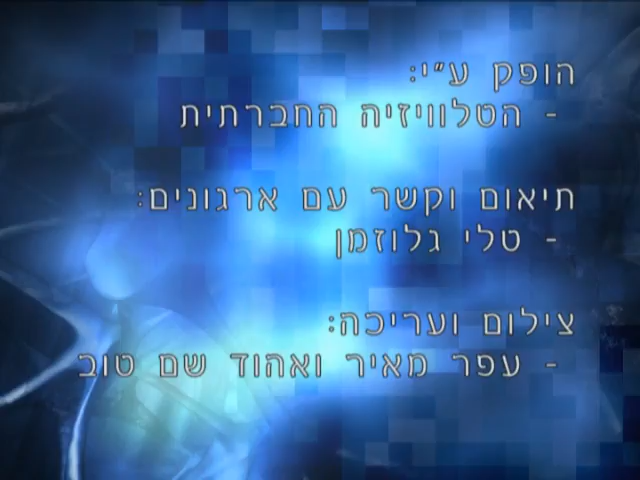 הופק ע״י:
- הטלוויזיה החברתית
תיאום וקשר עם ארגונים:
- טלי גלוזמן
צילום ועריכה:
- עפר מאיר ואהוד שם טוב